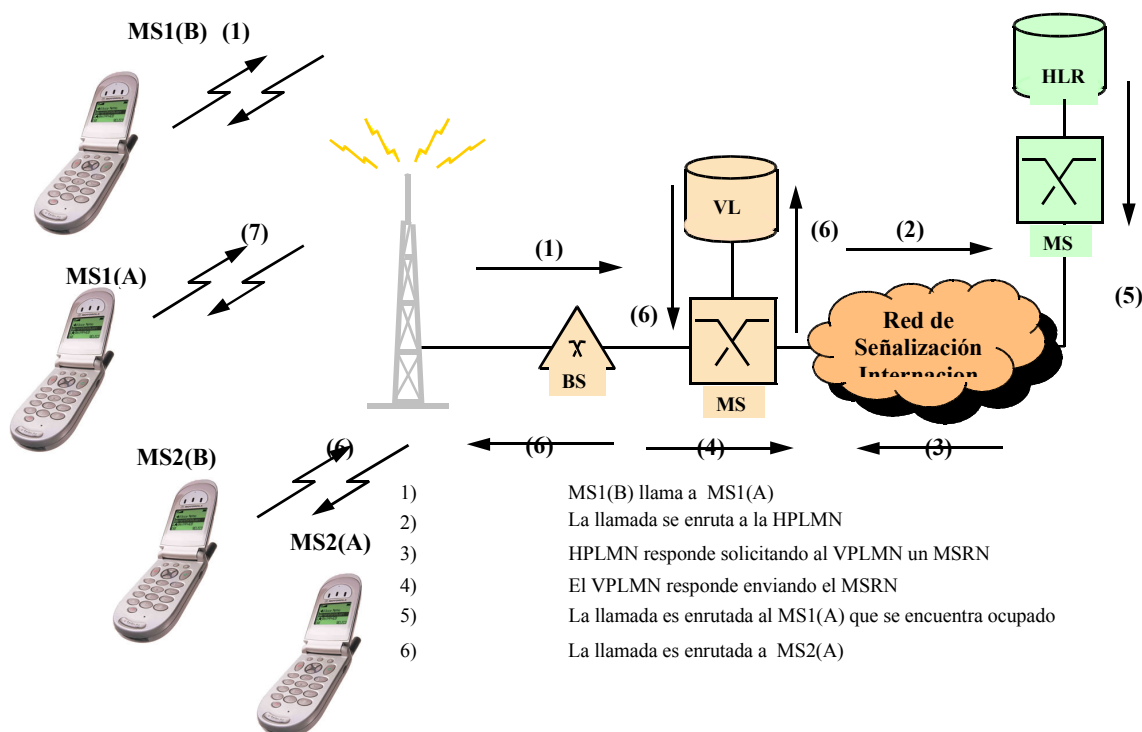 MS1(B) (1)
HLR
MS
(5)
VL
(6)
(2)
(7)
(1)
MS1(A)
(6)
Red de
Señalización
Internacion
BS
MS
(6)
(6)
(4)
(3)
MS2(B)
MS2(A)
1) MS1(B) llama a MS1(A)
2) La llamada se enruta a la HPLMN
3) HPLMN responde solicitando al VPLMN un MSRN
4) El VPLMN responde enviando el MSRN
5) La llamada es enrutada al MS1(A) que se encuentra ocupado
6) La llamada es enrutada a MS2(A)